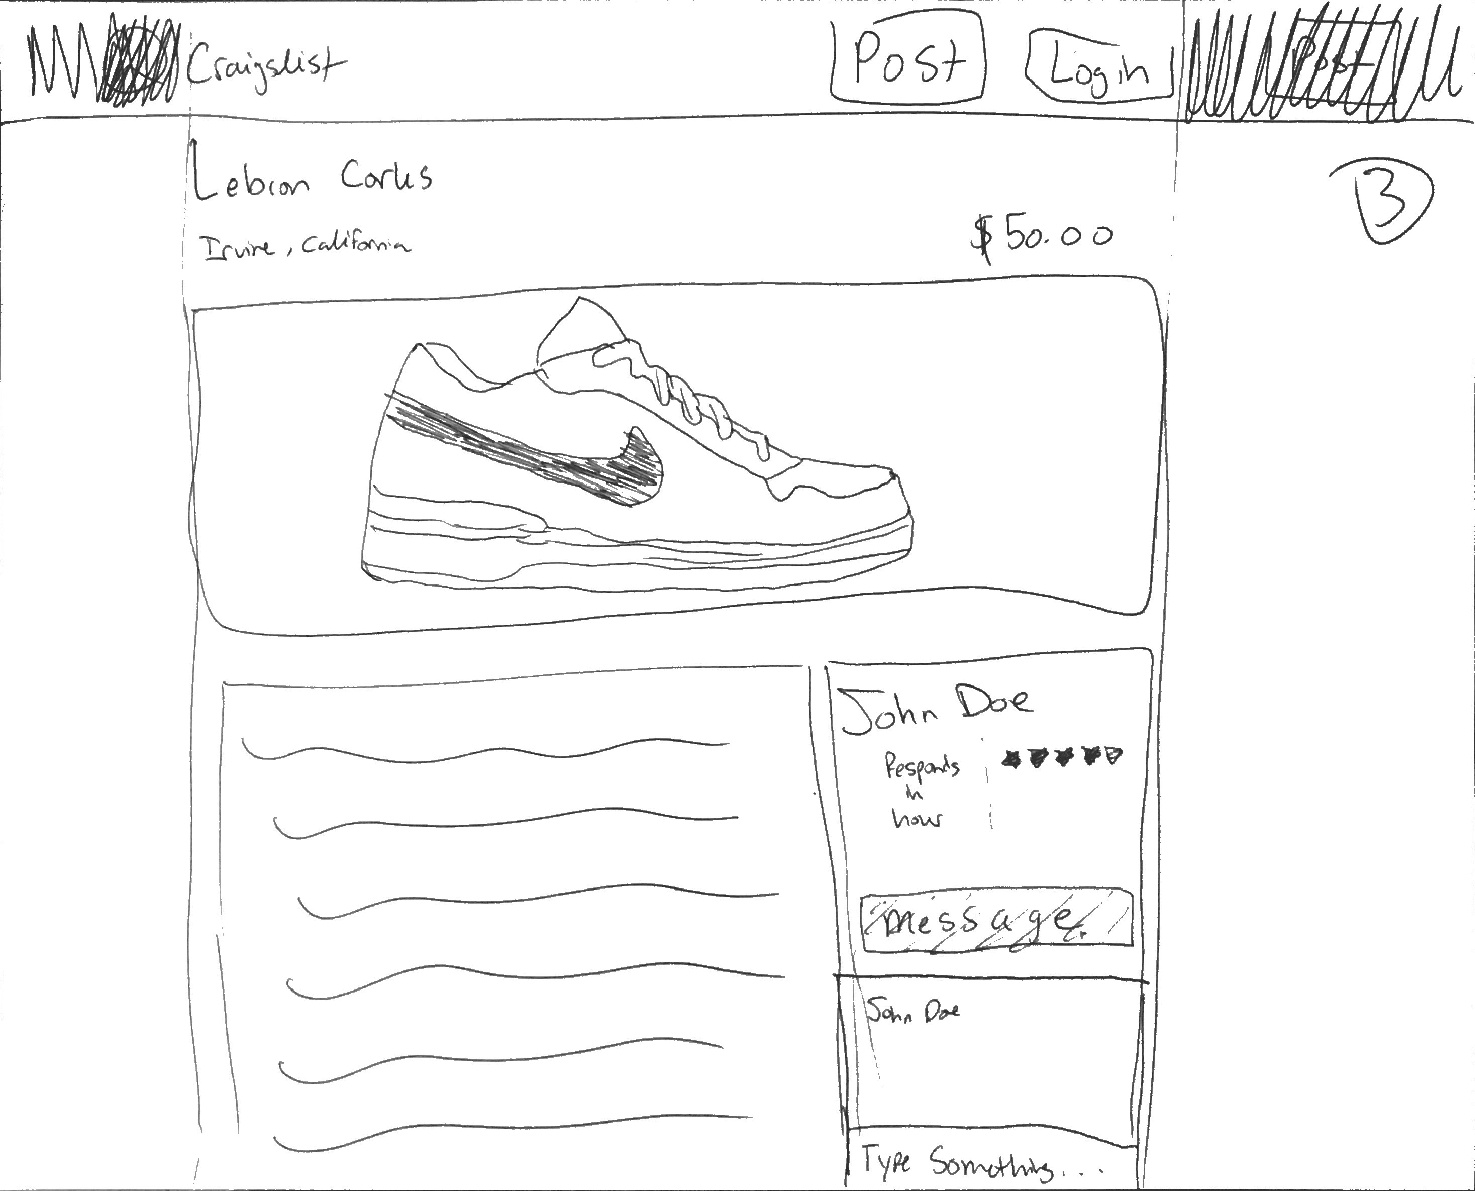 Craigslist
Post
Login
Post
Lebron
Irvine, California
$50.00
3
John Doe
Responds
in
hour
message
John Doe
Type Something...